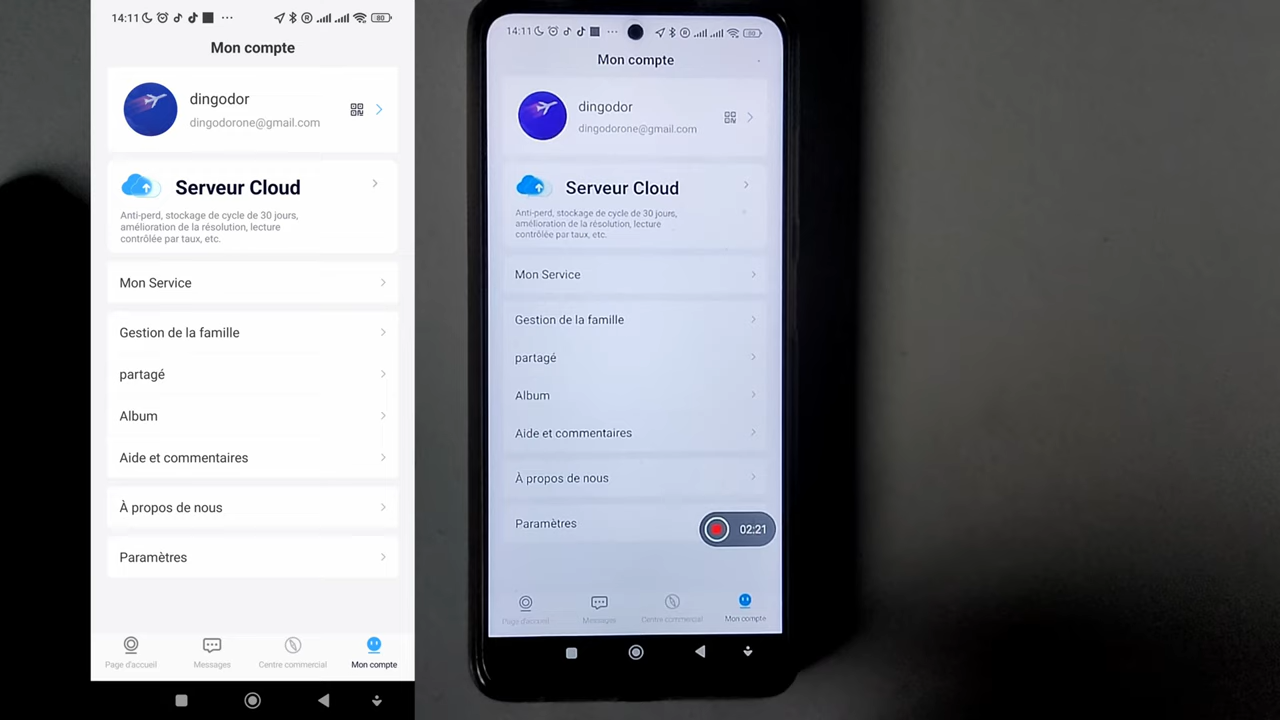 14:11
80
Mon compte
dingodor
dingodorone@gmail.com
Serveur Cloud
Anti-perd, stockage de cycle de 30 jours,
amélioration de la résolution, lecture
contrôlée par taux, etc.
Mon Service
Gestion de la famille
partagé
Album
Aide et commentaires
À propos de nous
Paramètres
Page d'accueil
Messages
Centre commercial
Mon compte
14:11
80
Mon compte
dingodor
dingodorone@gmail.com
Serveur Cloud
Anti-perd, stockage de cycle de 30 jours,
amélioration de la résolution, lecture
contrôlée par taux, etc.
Mon Service
Gestion de la famille
partagé
Album
Aide et commentaires
À propos de nous
Paramètres
02:21
Page d'accueil
Messages
Centre commercial
Mon compte